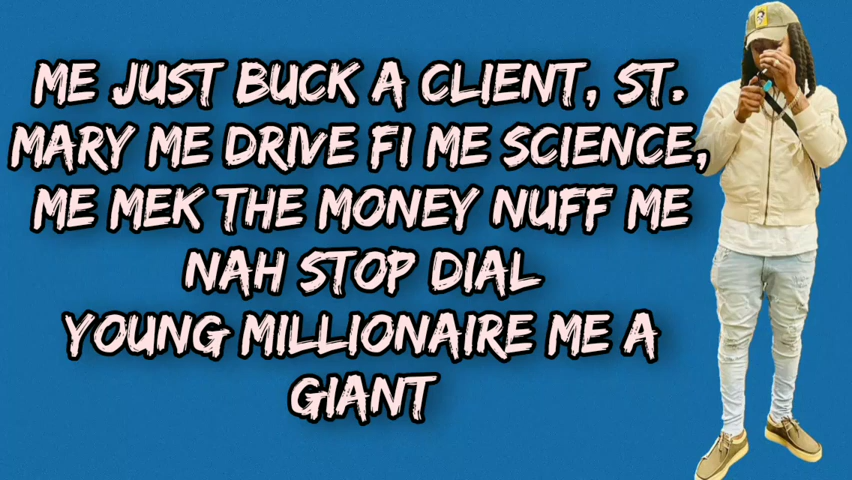 ME JUST BUCK A CLIENT, ST.
MARY ME DRIVE FI ME SCIENCE,
ME MEK THE MONEY NUFF ME
NAH STOP DIAL
YOUNG MILLIONAIRE ME A
GIANT